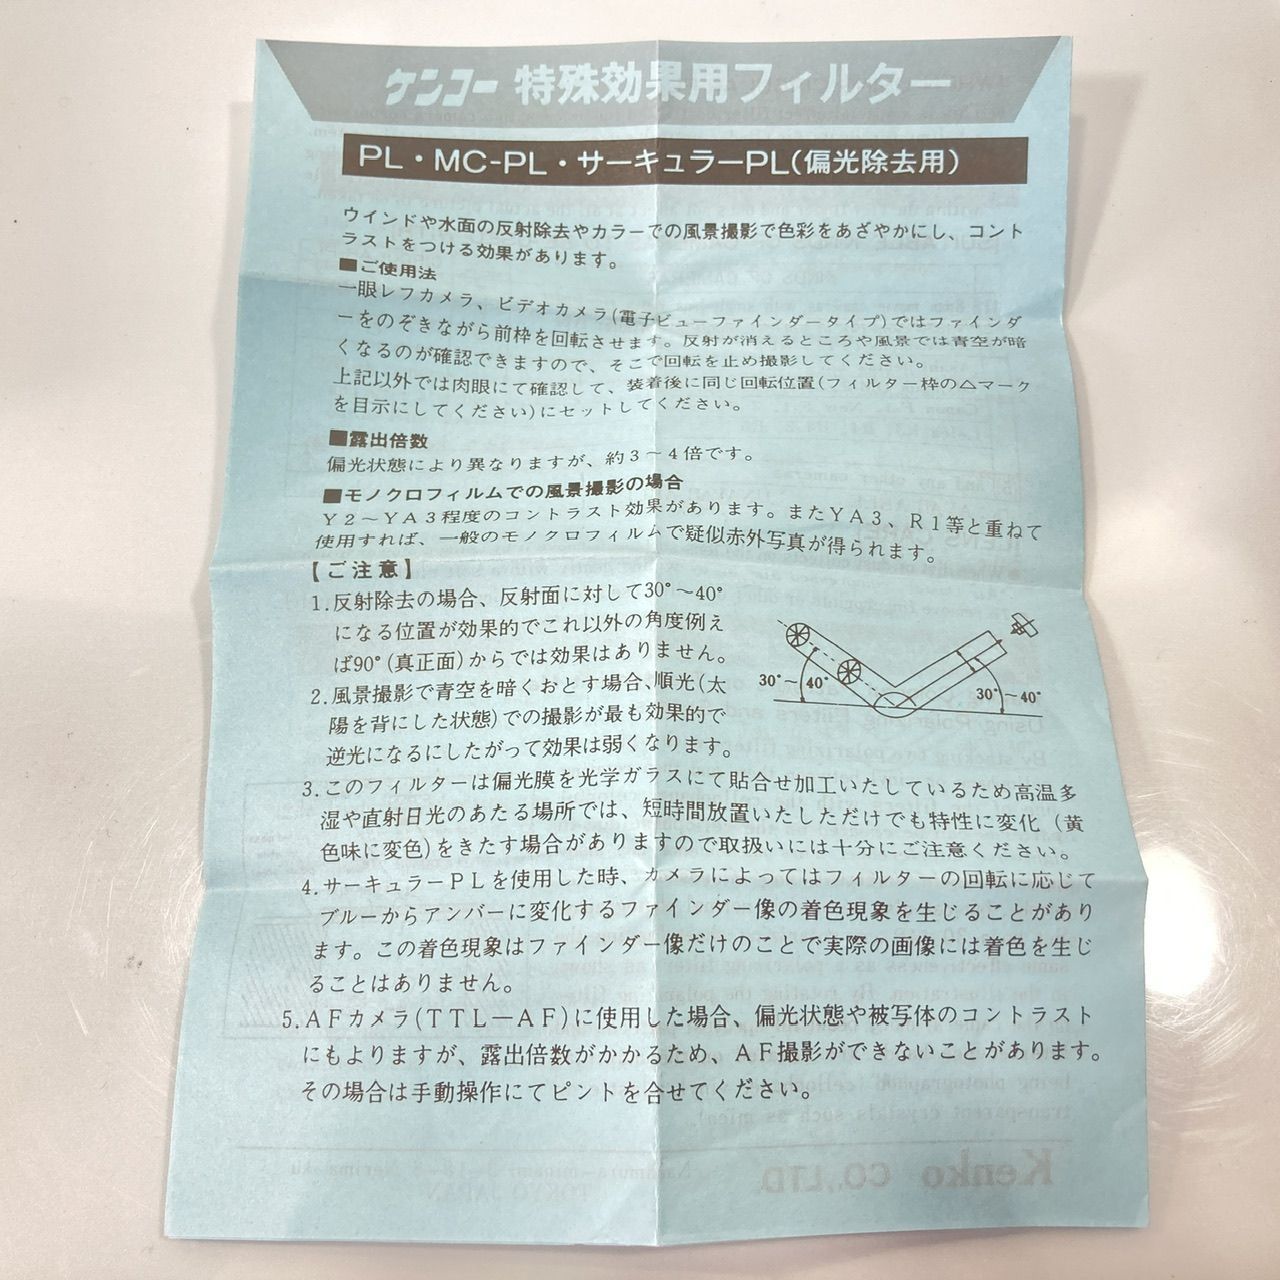 ケンコー 特殊効果用フィルター
PL・MC-PL・サーキュラーPL(偏光除去用)
ウインドや水面の反射除去やカラーでの風景撮影で色彩をあざやかにし、コント
ラストをつける効果があります。
■ご使用法
一眼レフカメラ、ビデオカメラ(電子ビューファインダータイプ)ではファインダ
ーをのぞきながら前枠を回転させます。反射が消えるところや風景では青空が暗
くなるのが確認できますので、そこで回転を止め撮影してください。
上記以外では肉眼にて確認して、装着後に同じ回転位置(フィルター枠の△マーク
を目示にしてください)にセットしてください。
■露出倍数
偏光状態により異なりますが、約3～4倍です。
■モノクロフィルムでの風景撮影の場合
Y2～YA3程度のコントラスト効果があります。またYA3、R1等と重ねて
使用すれば、一般のモノクロフィルムで疑似赤外写真が得られます。
【ご注意】
1.反射除去の場合、反射面に対して30°～40°
になる位置が効果的でこれ以外の角度例え
ば90°(真正面)からでは効果はありません。
30°～40°
30°～40°
2.風景撮影で青空を暗くおとす場合、順光(太
陽を背にした状態)での撮影が最も効果的で
逆光になるにしたがって効果は弱くなります。
3.このフィルターは偏光膜を光学ガラスにて貼合せ加工いたしているため高温多
湿や直射日光のあたる場所では、短時間放置いたしただけでも特性に変化(黄
色味に変色)をきたす場合がありますので取扱いには十分にご注意ください。
4.サーキュラーPLを使用した時、カメラによってはフィルターの回転に応じて
ブルーからアンバーに変化するファインダー像の着色現象を生じることがあり
ます。この着色現象はファインダー像だけのことで実際の画像には着色を生じ
ることはありません。
5.AFカメラ(TTL－AF)に使用した場合、偏光状態や被写体のコントラスト
にもよりますが、露出倍数がかかるため、AF撮影ができないことがあります。
その場合は手動操作にてピントを合せてください。
Kenko CO.,LTD.